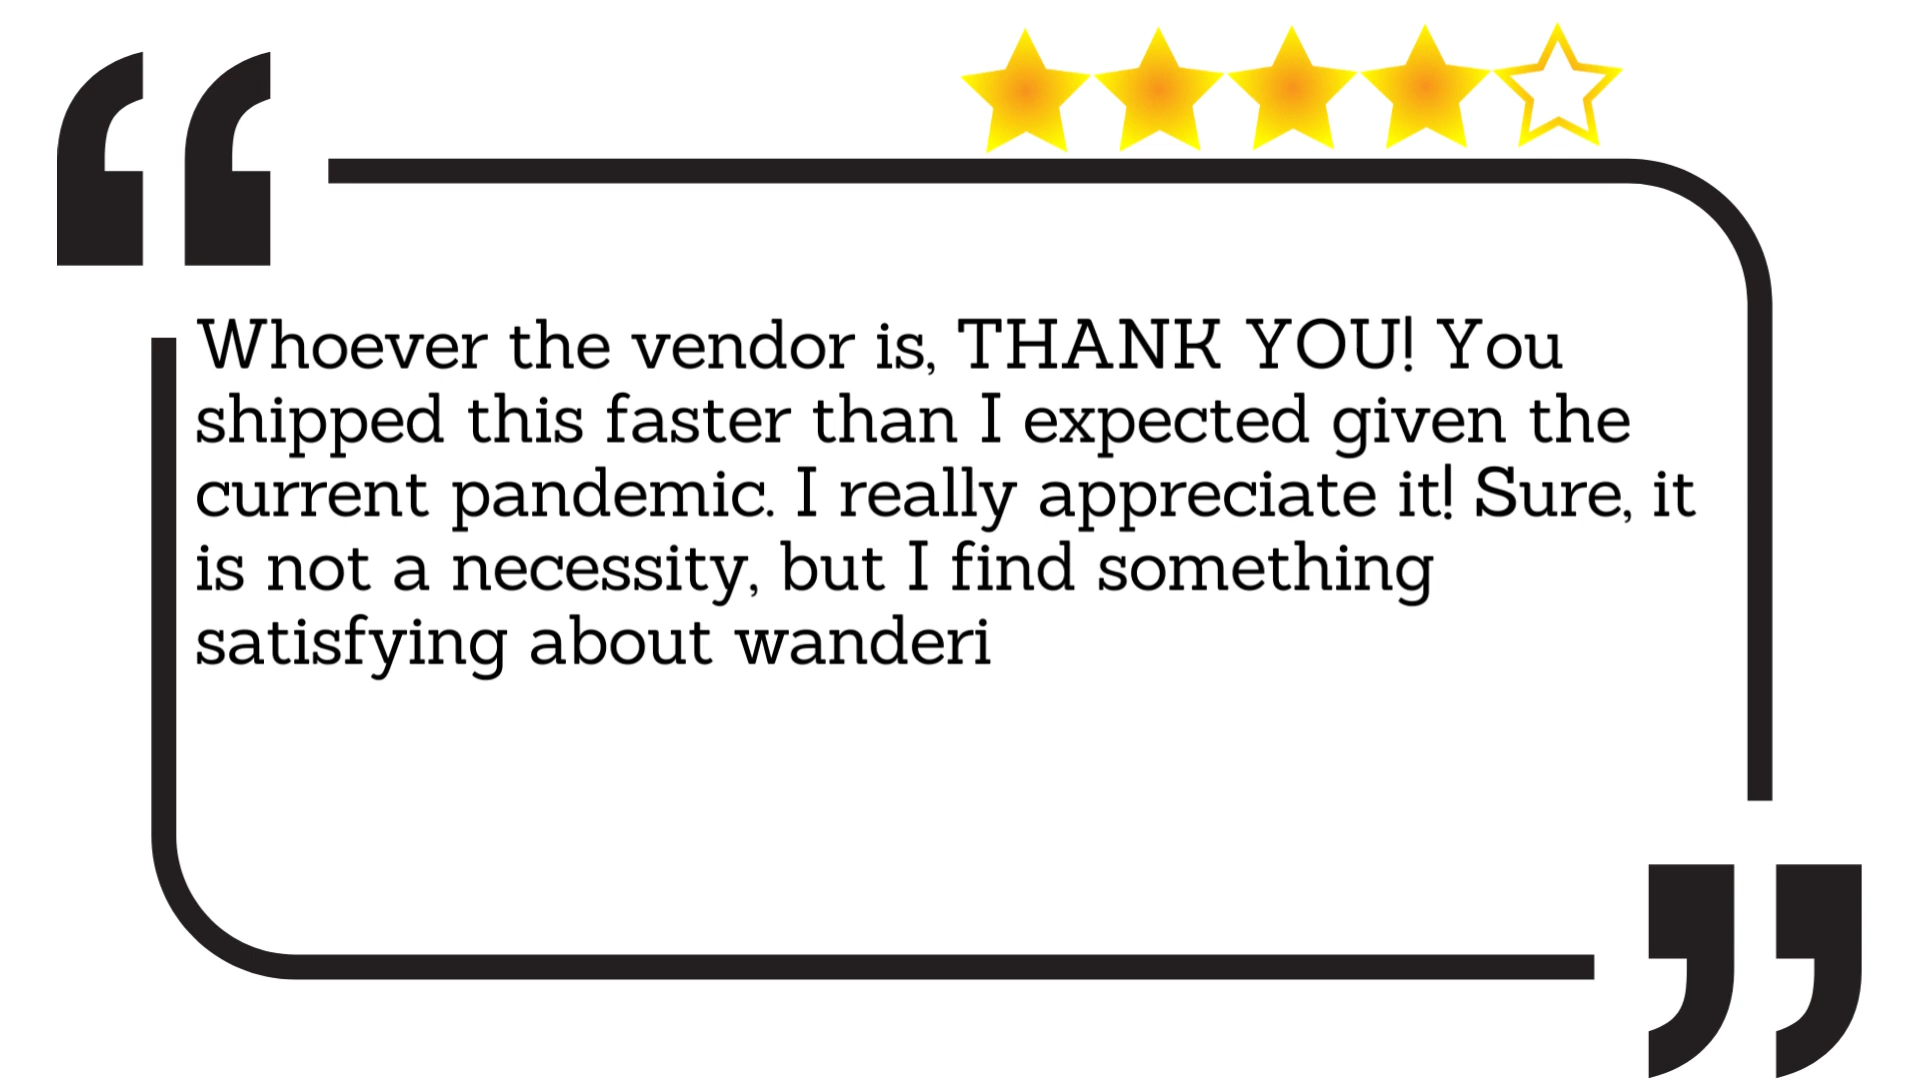 Whoever the vendor is, THANK YOU! You
shipped this faster than I expected given the
current pandemic. I really appreciate it! Sure, it
is not a necessity, but I find something
satisfying about wanderi